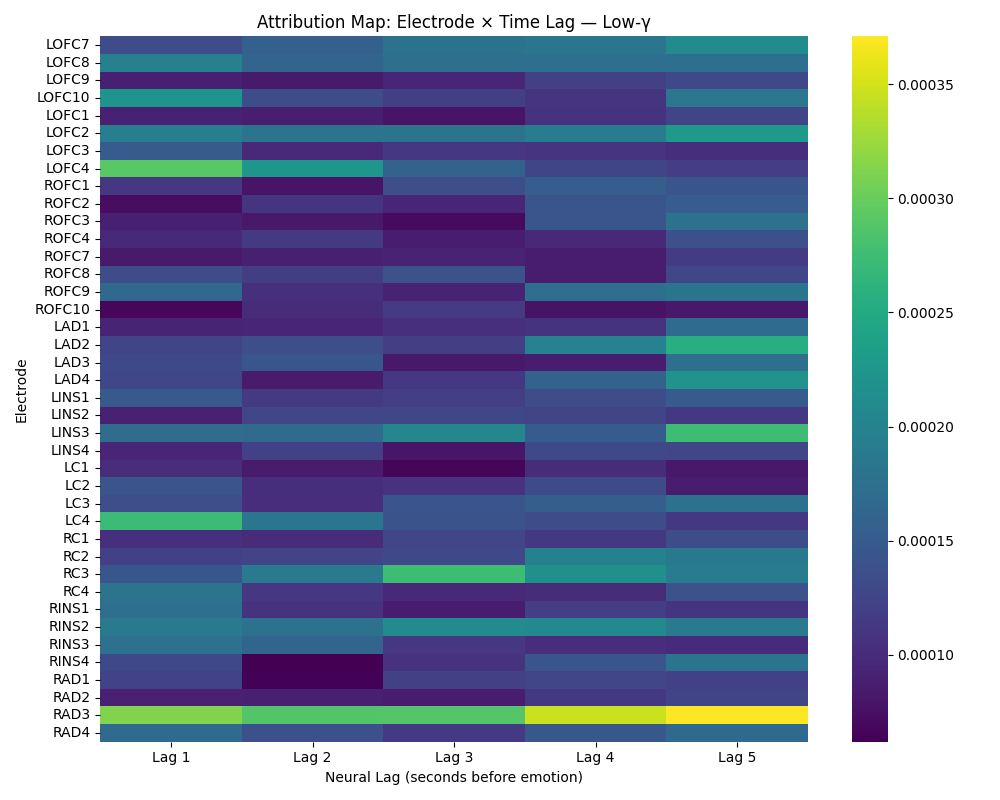 Attribution Map: Electrode × Time Lag — Low-γ
LOFC7
LOFC8
LOFC9
LOFC10
LOFC1
LOFC2
LOFC3
LOFC4
ROFC1
ROFC2
ROFC3
ROFC4
ROFC7
ROFC8
ROFC9
ROFC10
LAD1
LAD2
LAD3
LAD4
LINS1
LINS2
LINS3
LINS4
LC1
LC2
LC3
LC4
RC1
RC2
RC3
RC4
RINS1
RINS2
RINS3
RINS4
RAD1
RAD2
RAD3
RAD4
Electrode
Lag 1 Lag 2 Lag 3 Lag 4 Lag 5
Neural Lag (seconds before emotion)
0.00035
0.00030
0.00025
0.00020
0.00015
0.00010